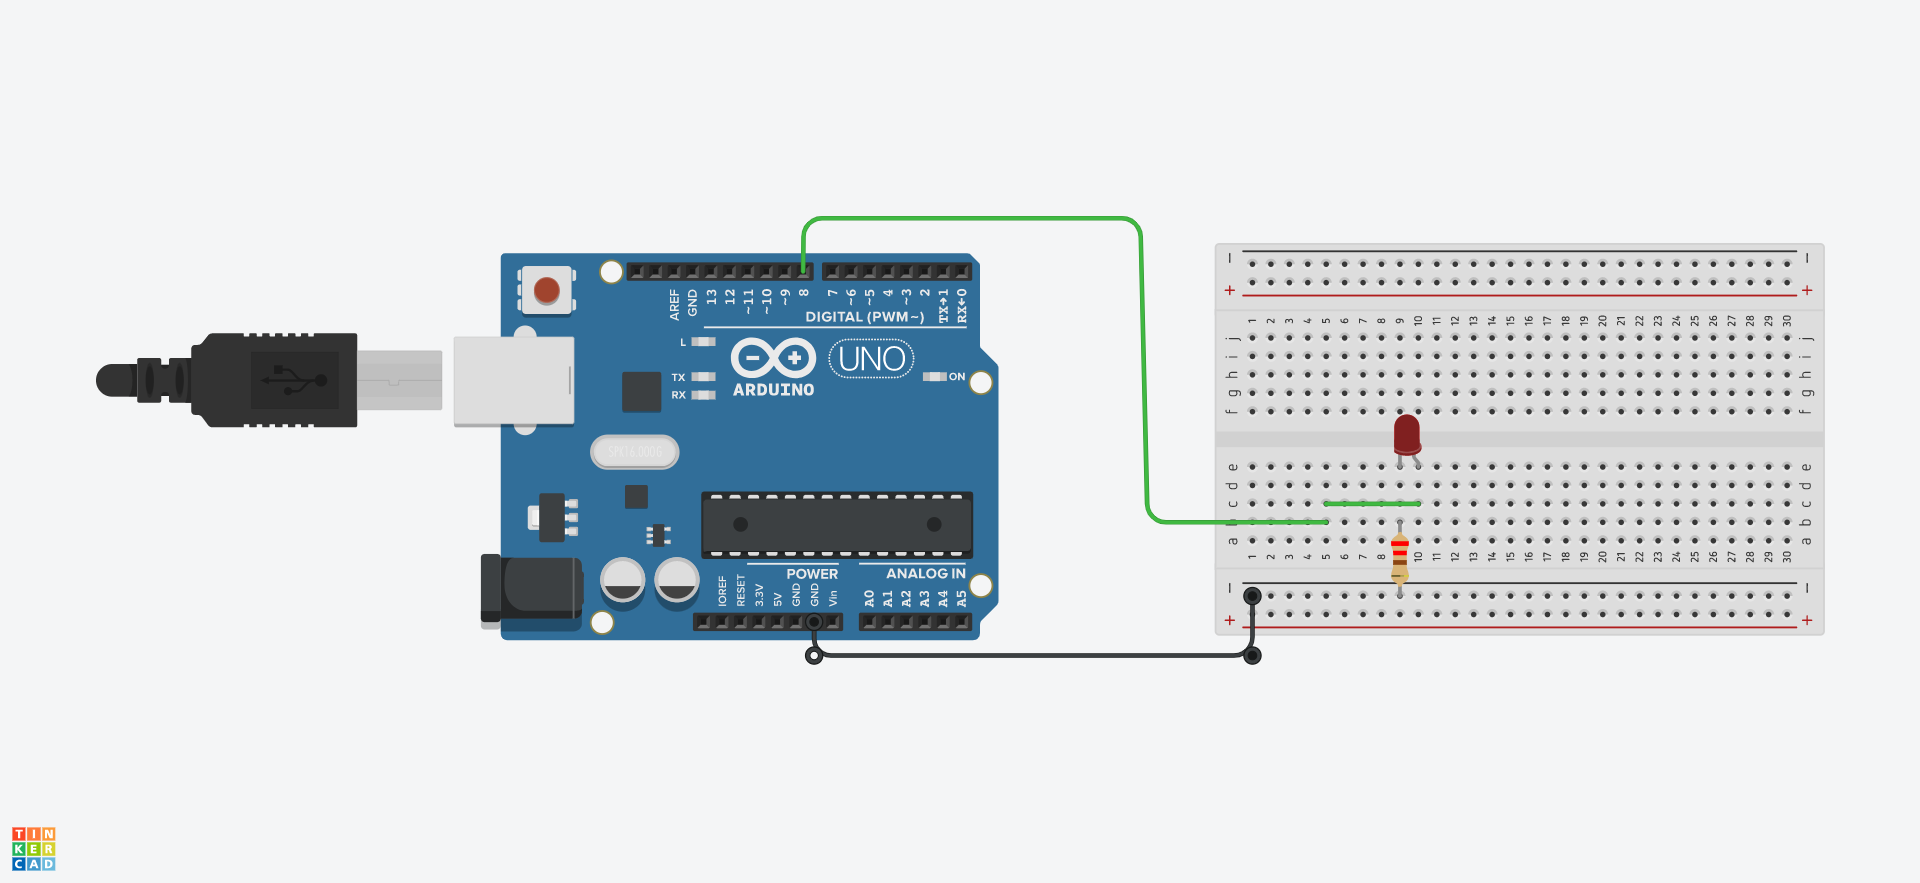 AREF
GND
13
12
~11
~10
~9
8
7
~6
~5
4
~3
2
TX→1
RX←0
DIGITAL (PWM~)
L
TX
RX
ARDUINO
UNO
ON
SPK16.000G
IOREF
RESET
3.3V
5V
GND
GND
Vin
POWER
ANALOG IN
A0
A1
A2
A3
A4
A5
1 2 3 4 5 6 7 8 9 10 11 12 13 14 15 16 17 18 19 20 21 22 23 24 25 26 27 28 29 30
j j
i i
h h
g g
f f
e e
d d
c c
b b
a a
1 2 3 4 5 6 7 8 9 10 11 12 13 14 15 16 17 18 19 20 21 22 23 24 25 26 27 28 29 30
TIN
KER
CAD